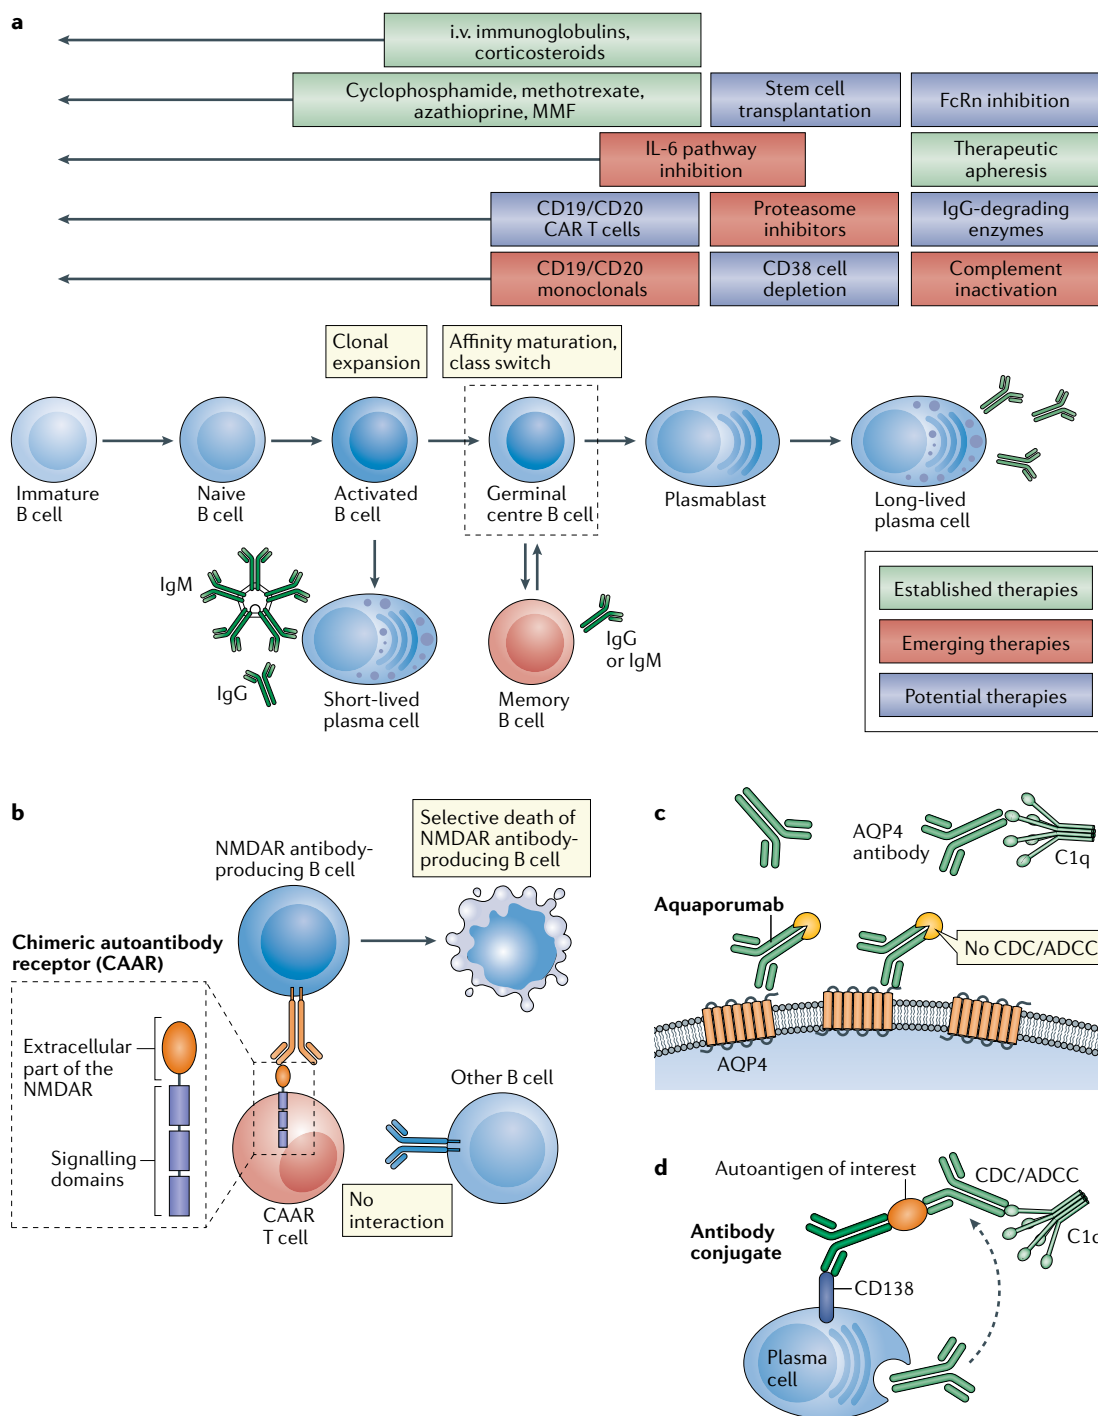 a
i.v. immunoglobulins,
corticosteroids
Cyclophosphamide, methotrexate,
azathioprine, MMF
Stem cell
transplantation
FcRn inhibition
IL-6 pathway
inhibition
Therapeutic
apheresis
CD19/CD20
CAR T cells
Proteasome
inhibitors
IgG-degrading
enzymes
CD19/CD20
monoclonals
CD38 cell
depletion
Complement
inactivation
Clonal
expansion
Affinity maturation,
class switch
Immature
B cell
Naive
B cell
Activated
B cell
Germinal
centre B cell
Plasmablast
Long-lived
plasma cell
IgM
IgG
Short-lived
plasma cell
Memory
B cell
IgG
or IgM
Established therapies
Emerging therapies
Potential therapies
b
NMDAR antibody-
producing B cell
Selective death of
NMDAR antibody-
producing B cell
Chimeric autoantibody
receptor (CAAR)
Extracellular
part of the
NMDAR
Signalling
domains
CAAR
T cell
No
interaction
Other B cell
c
AQP4
antibody
C1q
Aquaporumab
No CDC/ADCC
AQP4
d
Autoantigen of interest
CDC/ADCC
C1q
Antibody
conjugate
CD138
Plasma
cell